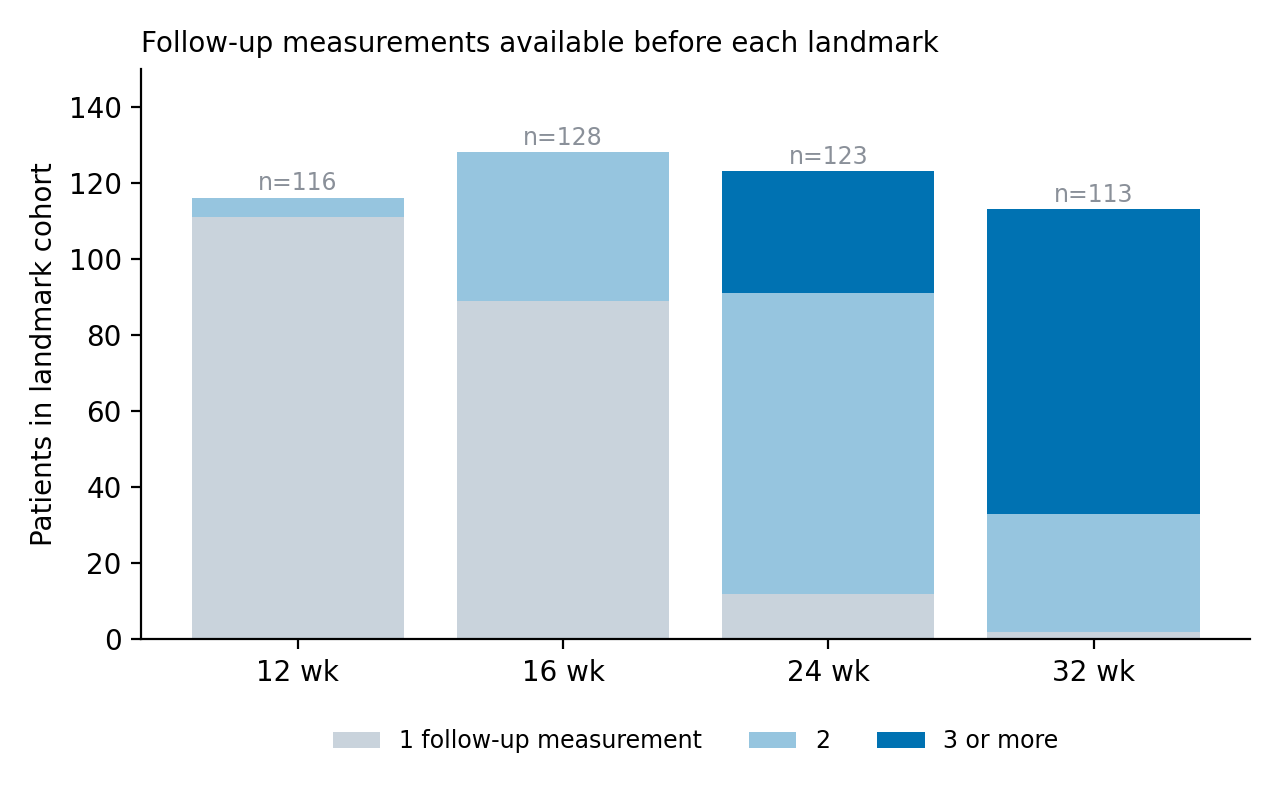 Follow-up measurements available before each landmark
Patients in landmark cohort
140
120
100
80
60
40
20
0
n=116
n=128
n=123
n=113
12 wk
16 wk
24 wk
32 wk
1 follow-up measurement
2
3 or more